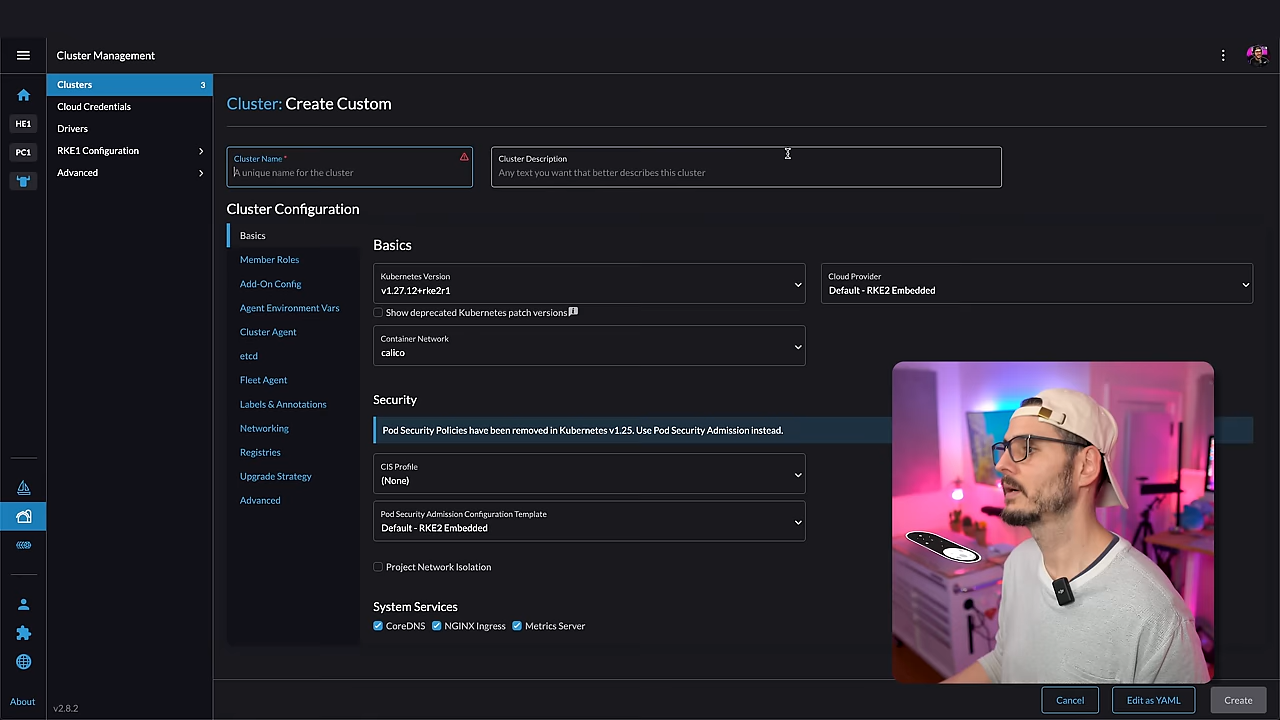 Cluster Management
Clusters 3
Cloud Credentials
Drivers
RKE1 Configuration
Advanced
HE1
PC1
About
v2.8.2
Cluster: Create Custom
Cluster Name *
A unique name for the cluster
Cluster Description
Any text you want that better describes this cluster
Cluster Configuration
Basics
Member Roles
Add-On Config
Agent Environment Vars
Cluster Agent
etcd
Fleet Agent
Labels & Annotations
Networking
Registries
Upgrade Strategy
Advanced
Basics
Kubernetes Version
v1.27.12+rke2r1
Cloud Provider
Default - RKE2 Embedded
Show deprecated Kubernetes patch versions
Container Network
calico
Security
Pod Security Policies have been removed in Kubernetes v1.25. Use Pod Security Admission instead.
CIS Profile
(None)
Pod Security Admission Configuration Template
Default - RKE2 Embedded
Project Network Isolation
System Services
CoreDNS NGINX Ingress Metrics Server
Cancel
Edit as YAML
Create